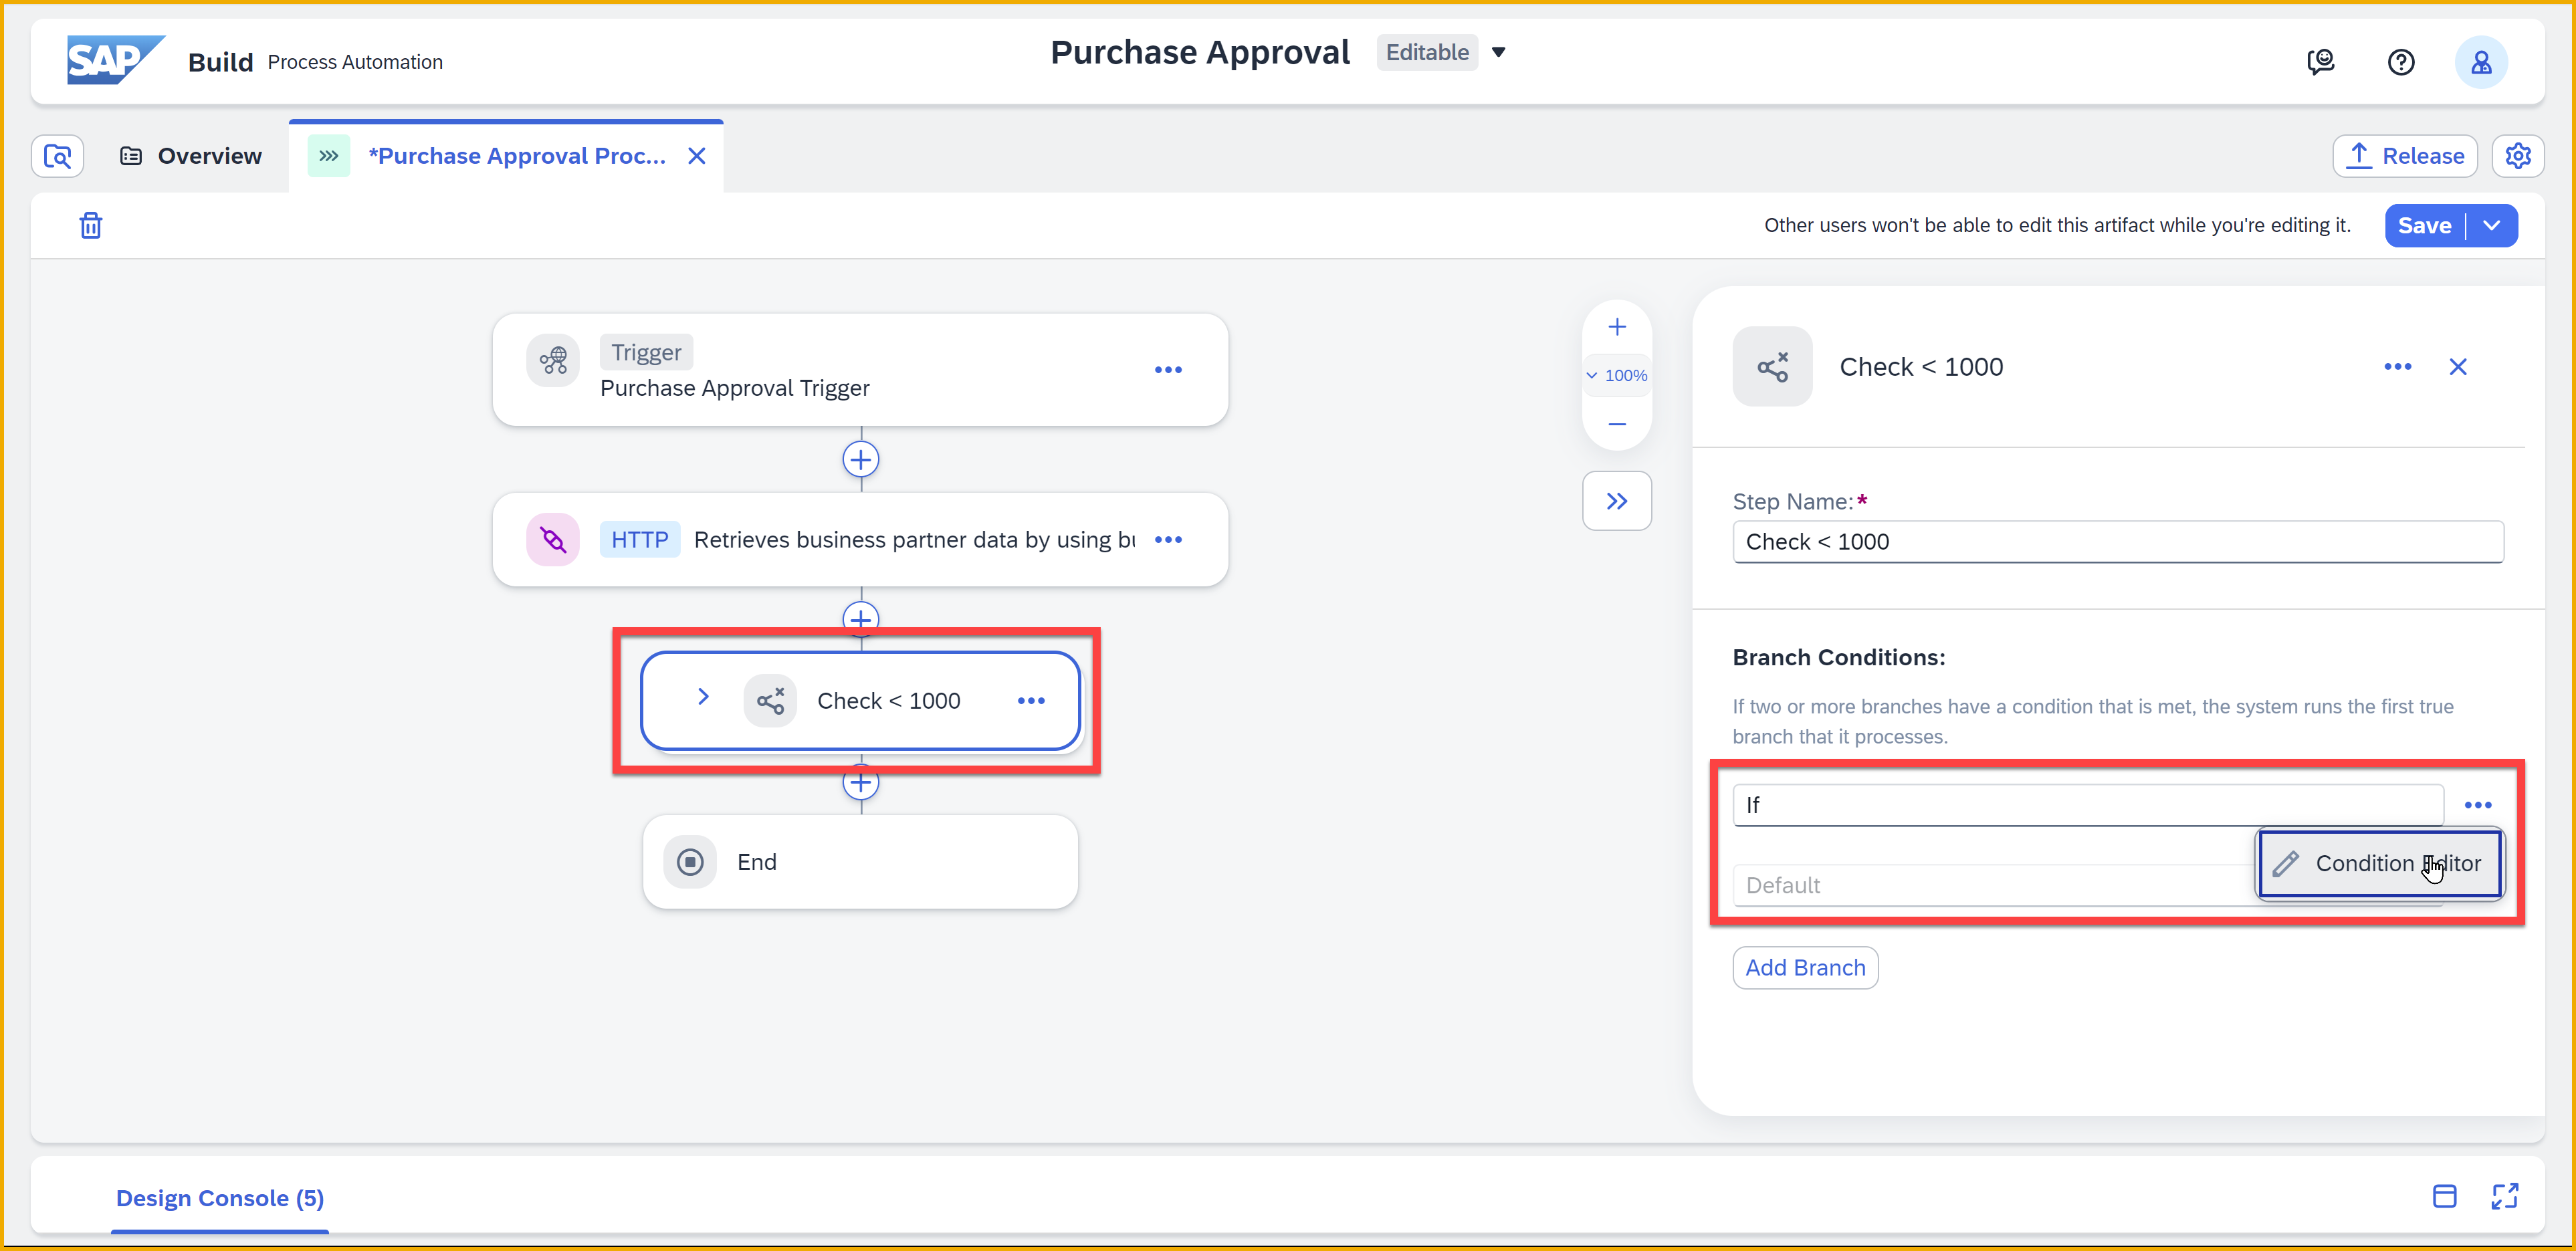 SAP Build Process Automation
Purchase Approval Editable
Overview
*Purchase Approval Proc...
Release
Other users won't be able to edit this artifact while you're editing it.
Save
Trigger
Purchase Approval Trigger
HTTP Retrieves business partner data by using bu
Check < 1000
End
100%
Check < 1000
Step Name:*
Check < 1000
Branch Conditions:
If two or more branches have a condition that is met, the system runs the first true
branch that it processes.
If
Condition Editor
Default
Add Branch
Design Console (5)